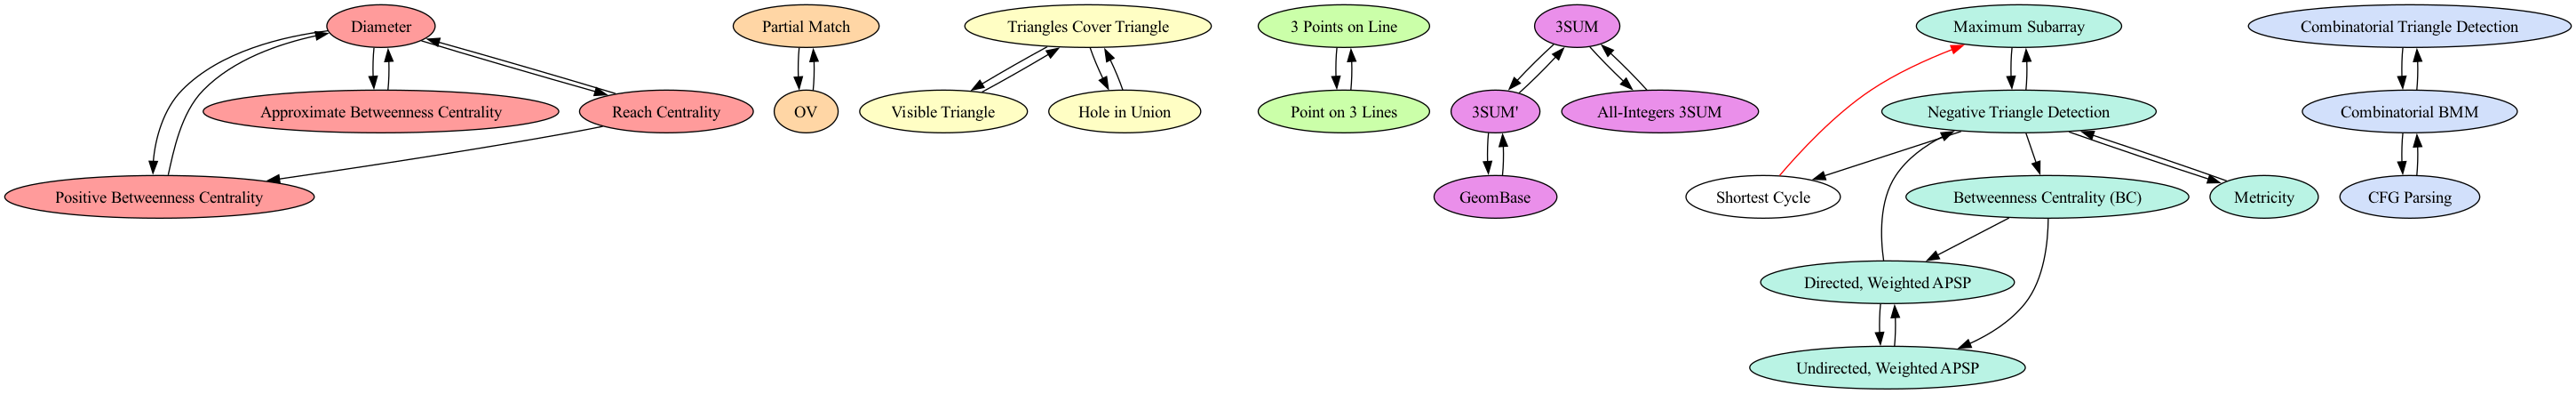 Diameter
Partial Match
Triangles Cover Triangle
3 Points on Line
3SUM
Maximum Subarray
Combinatorial Triangle Detection
Approximate Betweenness Centrality
Reach Centrality
OV
Visible Triangle
Hole in Union
Point on 3 Lines
3SUM'
All-Integers 3SUM
Negative Triangle Detection
Combinatorial BMM
Positive Betweenness Centrality
GeomBase
Shortest Cycle
Betweenness Centrality (BC)
Metricity
CFG Parsing
Directed, Weighted APSP
Undirected, Weighted APSP